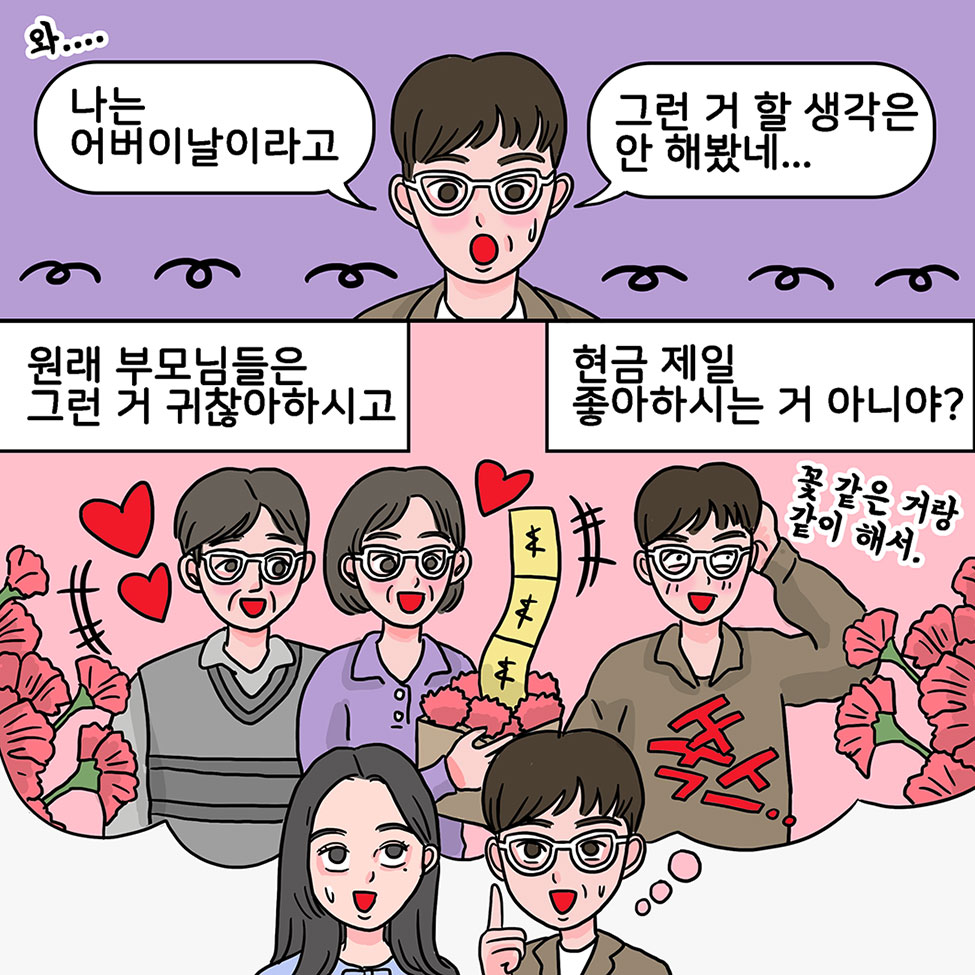 와....
나는
어버이날이라고
그런 거 할 생각은
안 해봤네...
원래 부모님들은
그런 거 귀찮아하시고
현금 제일
좋아하시는 거 아니야?
꽃 같은 거랑
같이 해서.